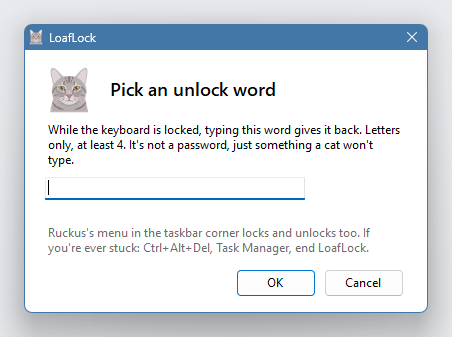 LoafLock
Pick an unlock word
While the keyboard is locked, typing this word gives it back. Letters
only, at least 4. It's not a password, just something a cat won't
type.
Ruckus's menu in the taskbar corner locks and unlocks too. If
you're ever stuck: Ctrl+Alt+Del, Task Manager, end LoafLock.
OK
Cancel